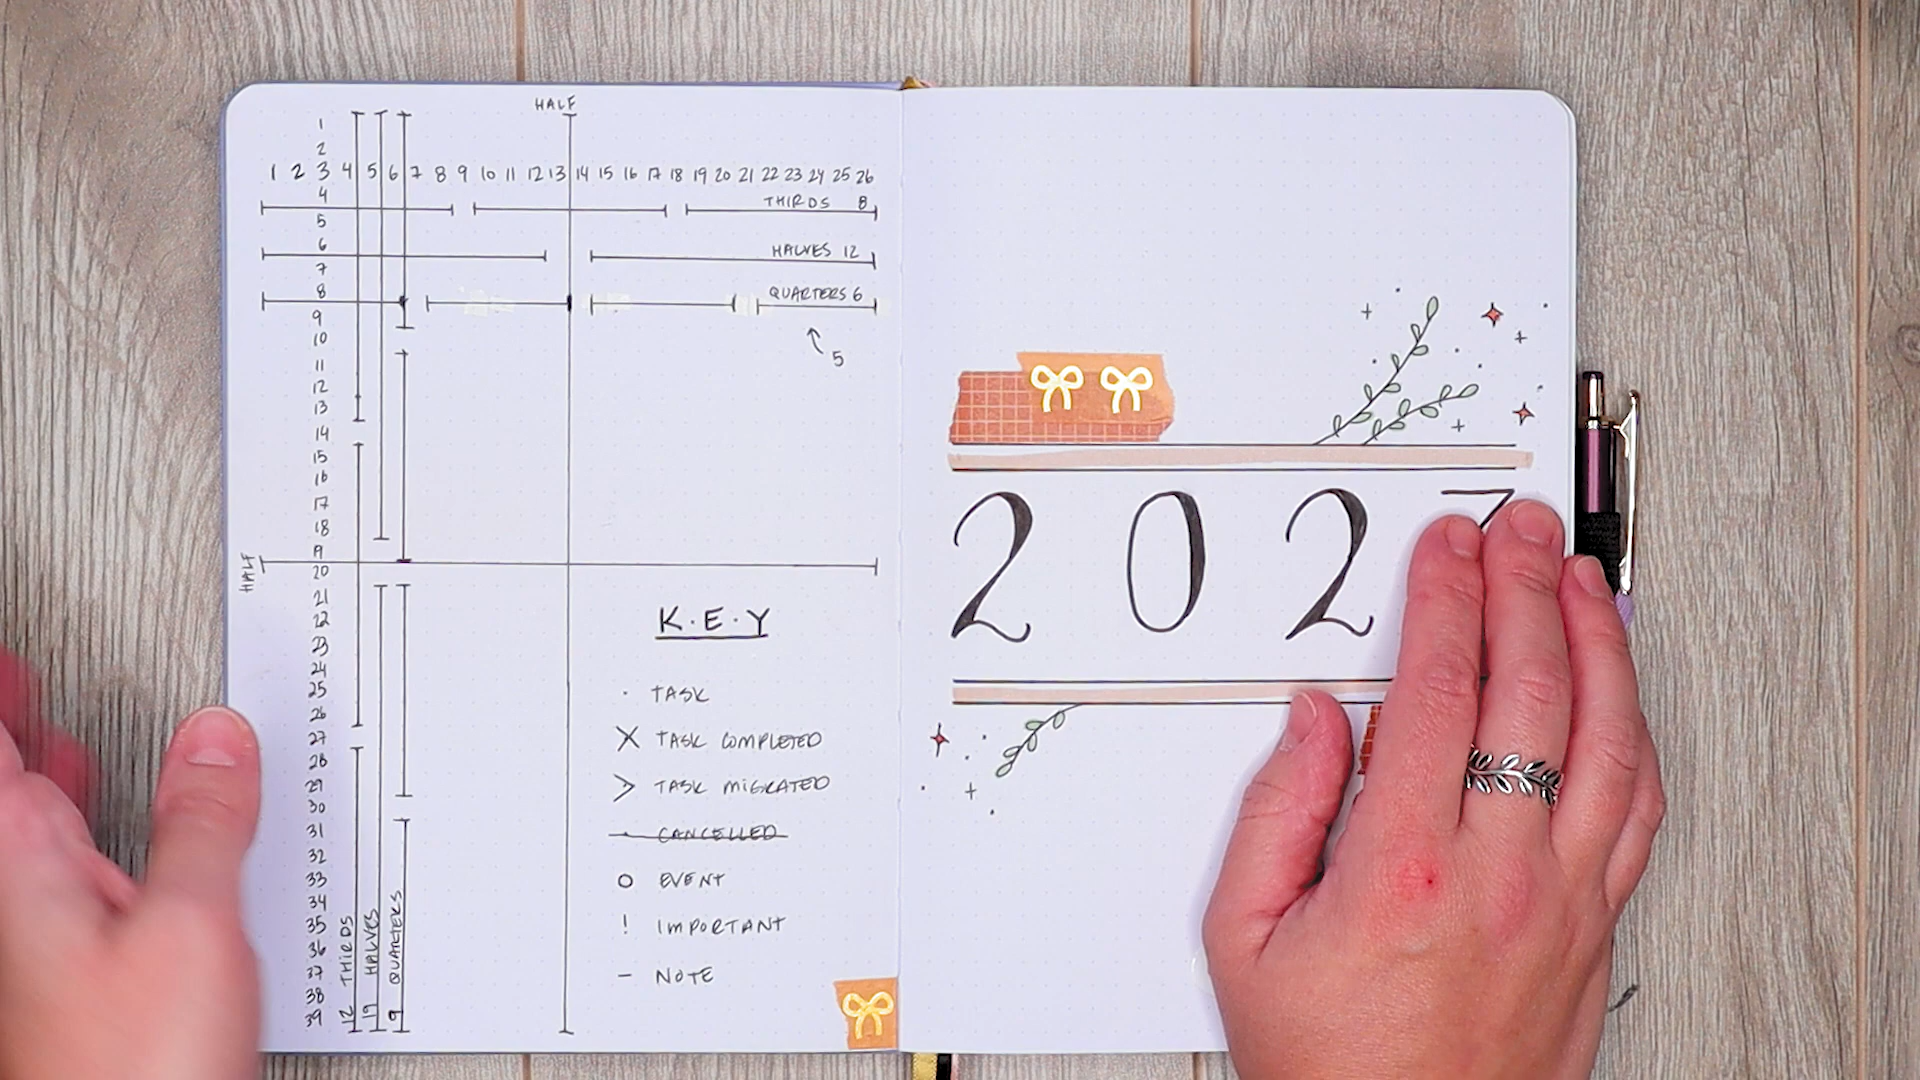 HALF
1
2
1 2 3 4 5 6 7 8 9 10 11 12 13 14 15 16 17 18 19 20 21 22 23 24 25 26
4
THIRDS 8
5
6
HALVES 12
7
8
QUARTERS 6
9
10
5
11
12
13
14
15
16
17
18
9
HALF
20
21
22
23
24
25
26
27
28
29
30
31
32
33
34
35
36
37
38
39
12 THIRDS
19 HALVES
9 QUARTERS
K·E·Y
· TASK
X TASK COMPLETED
> TASK MIGRATED
CANCELLED
O EVENT
! IMPORTANT
– NOTE
2 0 2